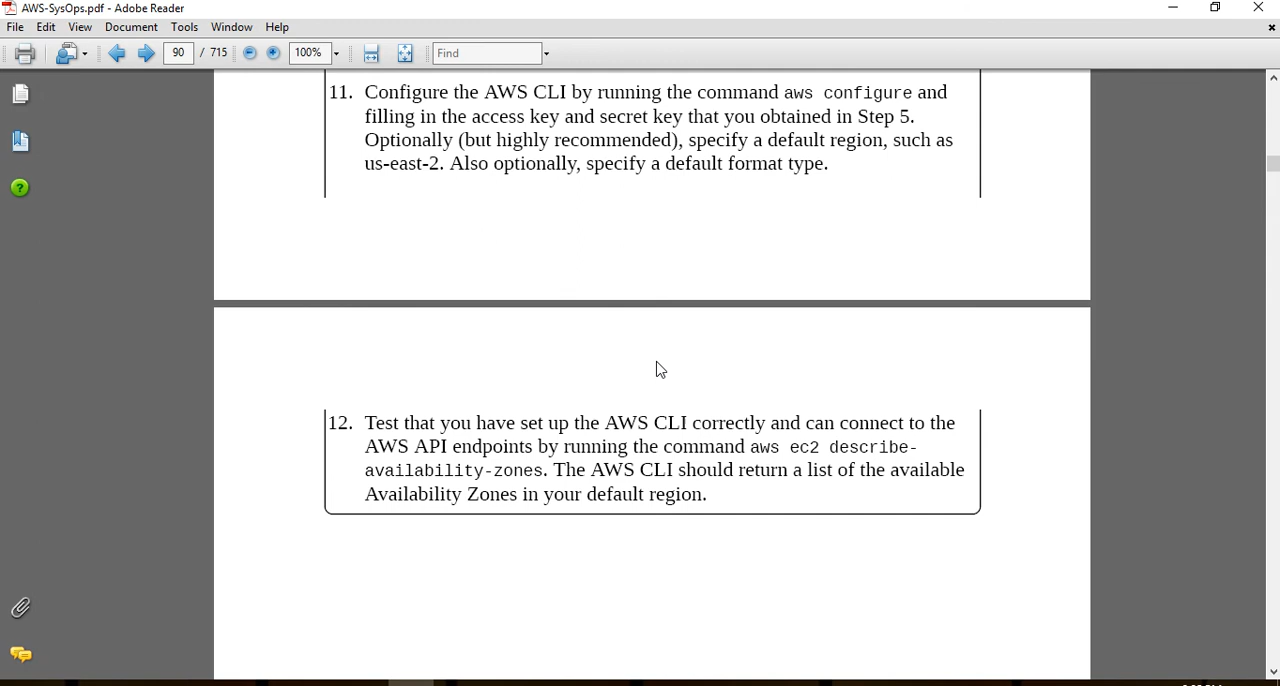 AWS-SysOps.pdf - Adobe Reader
File Edit View Document Tools Window Help
90 / 715 100% Find
11. Configure the AWS CLI by running the command aws configure and
filling in the access key and secret key that you obtained in Step 5.
Optionally (but highly recommended), specify a default region, such as
us-east-2. Also optionally, specify a default format type.
12. Test that you have set up the AWS CLI correctly and can connect to the
AWS API endpoints by running the command aws ec2 describe-
availability-zones. The AWS CLI should return a list of the available
Availability Zones in your default region.